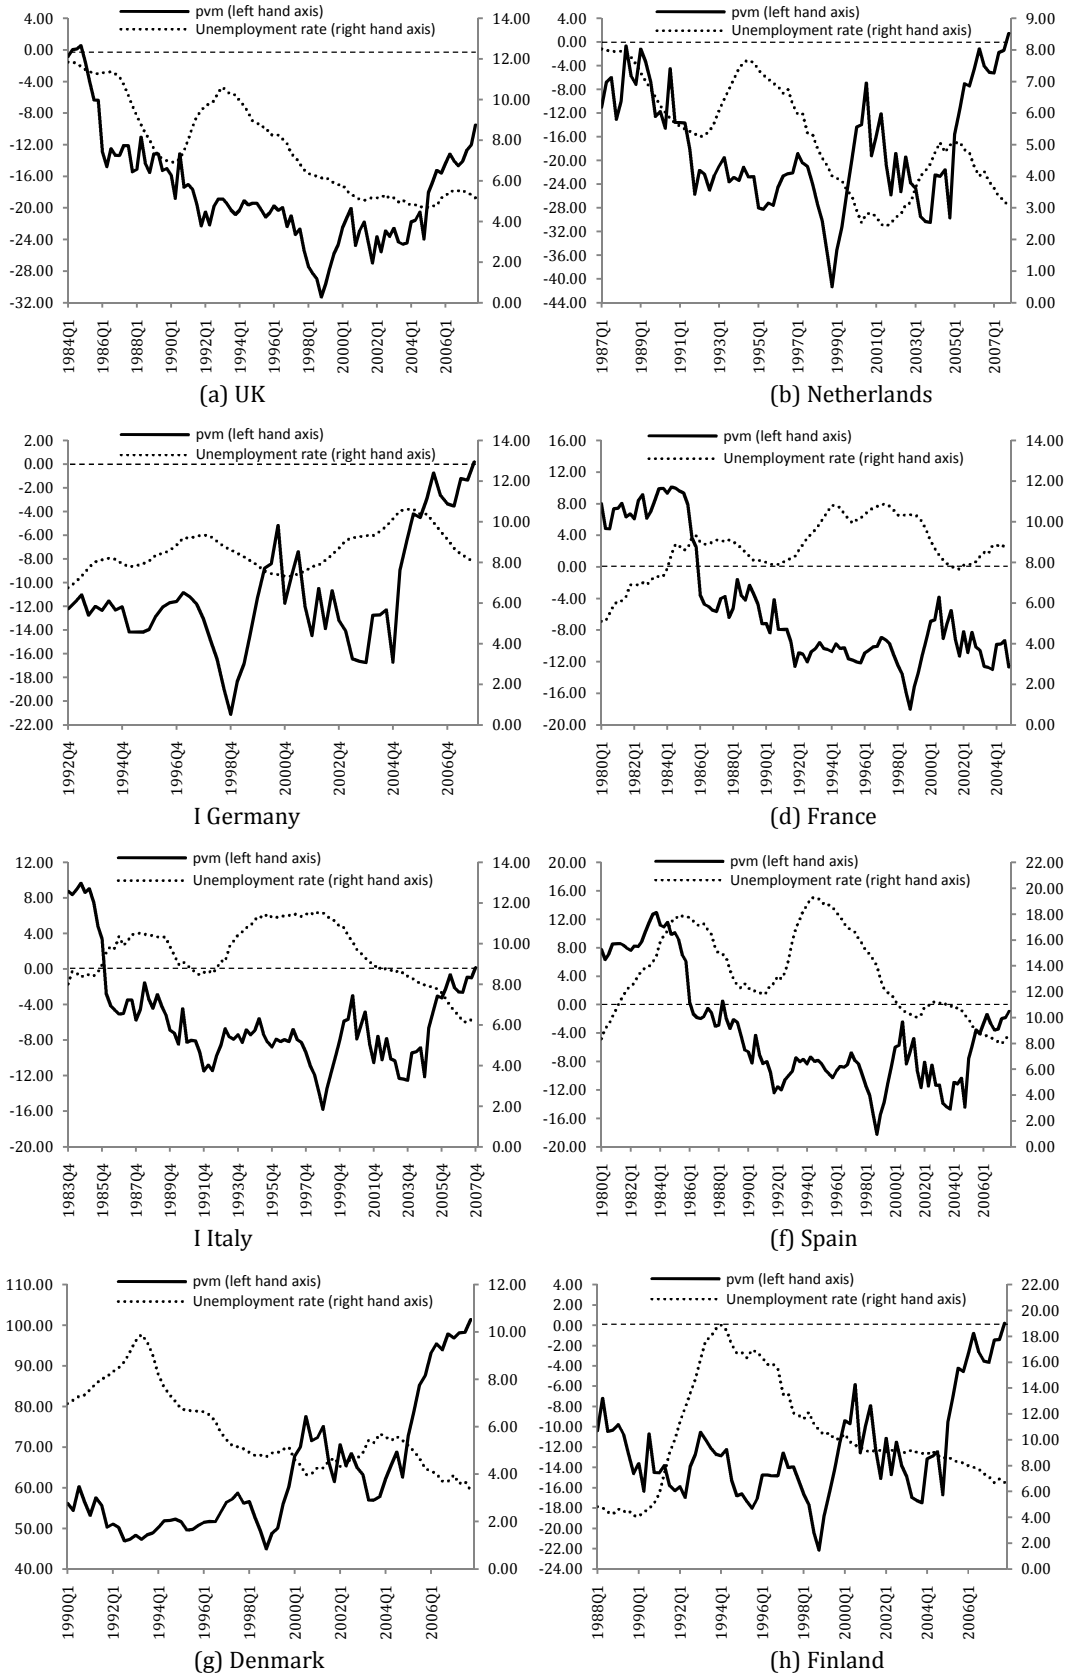 pvm (left hand axis)
Unemployment rate (right hand axis)
4.00
0.00
-4.00
-8.00
-12.00
-16.00
-20.00
-24.00
-28.00
-32.00
14.00
12.00
10.00
8.00
6.00
4.00
2.00
0.00
1984Q1
1986Q1
1988Q1
1990Q1
1992Q1
1994Q1
1996Q1
1998Q1
2000Q1
2002Q1
2004Q1
2006Q1
(a) UK
pvm (left hand axis)
Unemployment rate (right hand axis)
4.00
0.00
-4.00
-8.00
-12.00
-16.00
-20.00
-24.00
-28.00
-32.00
-36.00
-40.00
-44.00
9.00
8.00
7.00
6.00
5.00
4.00
3.00
2.00
1.00
0.00
1987Q1
1989Q1
1991Q1
1993Q1
1995Q1
1997Q1
1999Q1
2001Q1
2003Q1
2005Q1
2007Q1
(b) Netherlands
pvm (left hand axis)
Unemployment rate (right hand axis)
2.00
0.00
-2.00
-4.00
-6.00
-8.00
-10.00
-12.00
-14.00
-16.00
-18.00
-20.00
-22.00
14.00
12.00
10.00
8.00
6.00
4.00
2.00
0.00
1992Q4
1994Q4
1996Q4
1998Q4
2000Q4
2002Q4
2004Q4
2006Q4
I Germany
pvm (left hand axis)
Unemployment rate (right hand axis)
16.00
12.00
8.00
4.00
0.00
-4.00
-8.00
-12.00
-16.00
-20.00
14.00
12.00
10.00
8.00
6.00
4.00
2.00
0.00
1980Q1
1982Q1
1984Q1
1986Q1
1988Q1
1990Q1
1992Q1
1994Q1
1996Q1
1998Q1
2000Q1
2002Q1
2004Q1
(d) France
pvm (left hand axis)
Unemployment rate (right hand axis)
12.00
8.00
4.00
0.00
-4.00
-8.00
-12.00
-16.00
-20.00
14.00
12.00
10.00
8.00
6.00
4.00
2.00
0.00
1983Q4
1985Q4
1987Q4
1989Q4
1991Q4
1993Q4
1995Q4
1997Q4
1999Q4
2001Q4
2003Q4
2005Q4
2007Q4
I Italy
pvm (left hand axis)
Unemployment rate (right hand axis)
20.00
16.00
12.00
8.00
4.00
0.00
-4.00
-8.00
-12.00
-16.00
-20.00
22.00
20.00
18.00
16.00
14.00
12.00
10.00
8.00
6.00
4.00
2.00
0.00
1980Q1
1982Q1
1984Q1
1986Q1
1988Q1
1990Q1
1992Q1
1994Q1
1996Q1
1998Q1
2000Q1
2002Q1
2004Q1
2006Q1
(f) Spain
pvm (left hand axis)
Unemployment rate (right hand axis)
110.00
100.00
90.00
80.00
70.00
60.00
50.00
40.00
12.00
10.00
8.00
6.00
4.00
2.00
0.00
1990Q1
1992Q1
1994Q1
1996Q1
1998Q1
2000Q1
2002Q1
2004Q1
2006Q1
(g) Denmark
pvm (left hand axis)
Unemployment rate (right hand axis)
4.00
2.00
0.00
-2.00
-4.00
-6.00
-8.00
-10.00
-12.00
-14.00
-16.00
-18.00
-20.00
-22.00
-24.00
22.00
20.00
18.00
16.00
14.00
12.00
10.00
8.00
6.00
4.00
2.00
0.00
1988Q1
1990Q1
1992Q1
1994Q1
1996Q1
1998Q1
2000Q1
2002Q1
2004Q1
2006Q1
(h) Finland